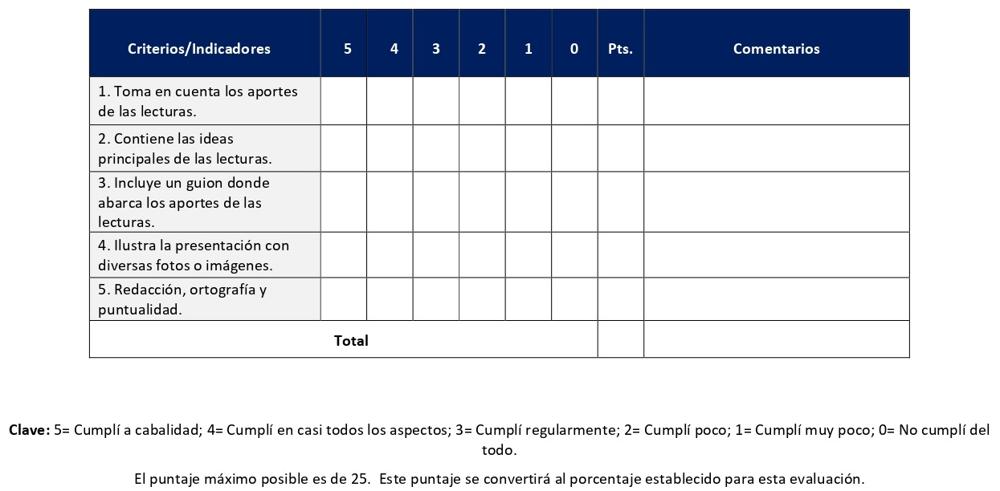 Criterios/Indicadores 5 4 3 2 1 0 Pts. Comentarios
1. Toma en cuenta los aportes
de las lecturas.
2. Contiene las ideas
principales de las lecturas.
3. Incluye un guion donde
abarca los aportes de las
lecturas.
4. Ilustra la presentación con
diversas fotos o imágenes.
5. Redacción, ortografía y
puntualidad.
Total
Clave: 5= Cumplí a cabalidad; 4= Cumplí en casi todos los aspectos; 3= Cumplí regularmente; 2= Cumplí poco; 1= Cumplí muy poco; 0= No cumplí del
todo.
El puntaje máximo posible es de 25.  Este puntaje se convertirá al porcentaje establecido para esta evaluación.